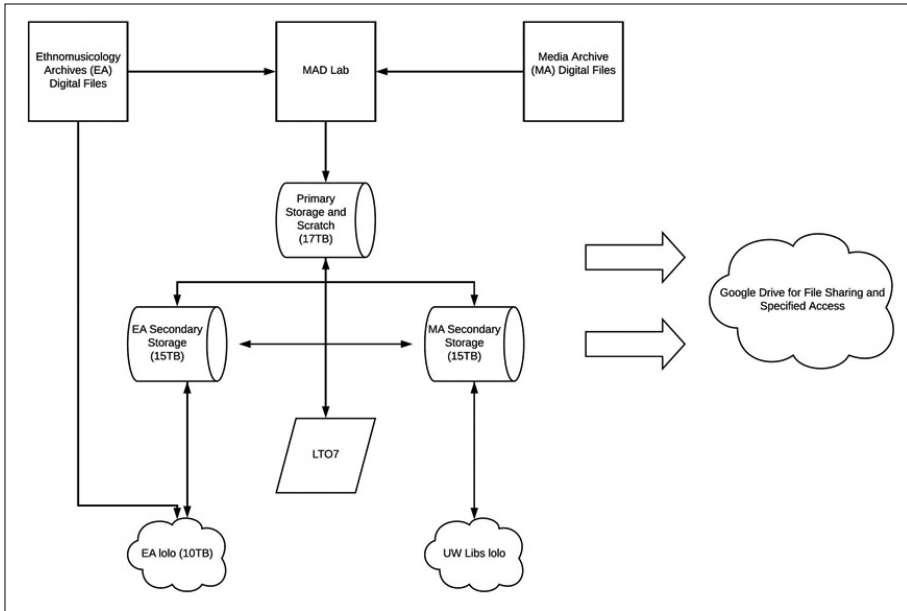 Ethnomusicology
Archives (EA)
Digital Files
MAD Lab
Media Archive
(MA) Digital Files
Primary
Storage and
Scratch
(17TB)
EA Secondary
Storage
(15TB)
MA Secondary
Storage
(15TB)
Google Drive for File Sharing and
Specified Access
LTO7
EA lolo (10TB)
UW Libs lolo